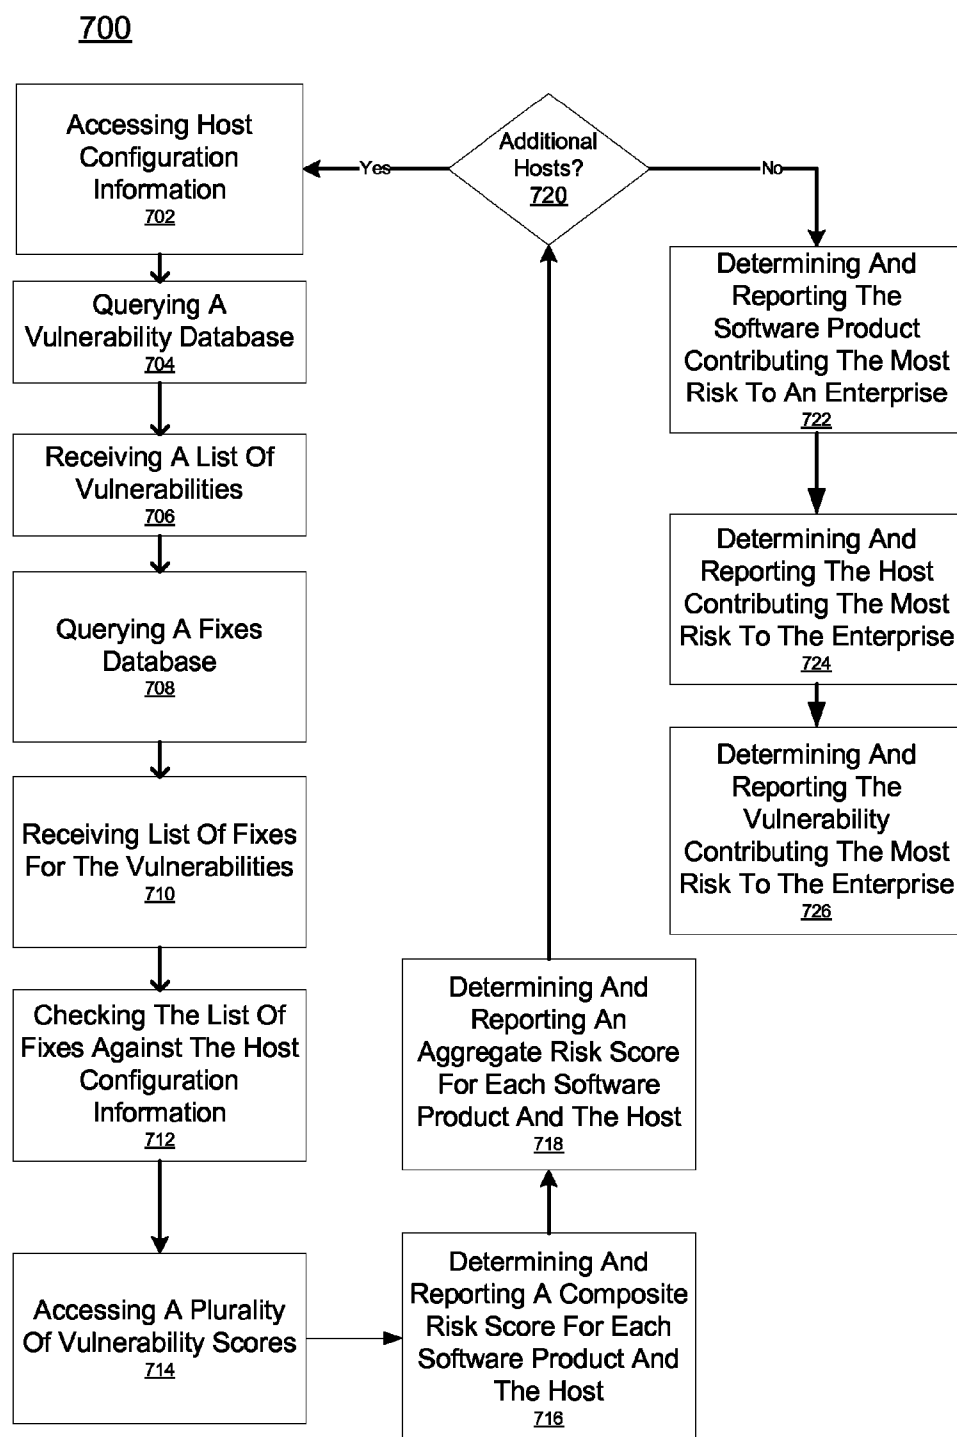 700
Accessing Host
Configuration
Information
702
Querying A
Vulnerability Database
704
Receiving A List Of
Vulnerabilities
706
Querying A Fixes
Database
708
Receiving List Of Fixes
For The Vulnerabilities
710
Checking The List Of
Fixes Against The Host
Configuration
Information
712
Accessing A Plurality
Of Vulnerability Scores
714
Determining And
Reporting A Composite
Risk Score For Each
Software Product And
The Host
716
Determining And
Reporting An
Aggregate Risk Score
For Each Software
Product And The Host
718
Additional
Hosts?
720
Yes
No
Determining And
Reporting The
Software Product
Contributing The Most
Risk To An Enterprise
722
Determining And
Reporting The Host
Contributing The Most
Risk To The Enterprise
724
Determining And
Reporting The
Vulnerability
Contributing The Most
Risk To The Enterprise
726